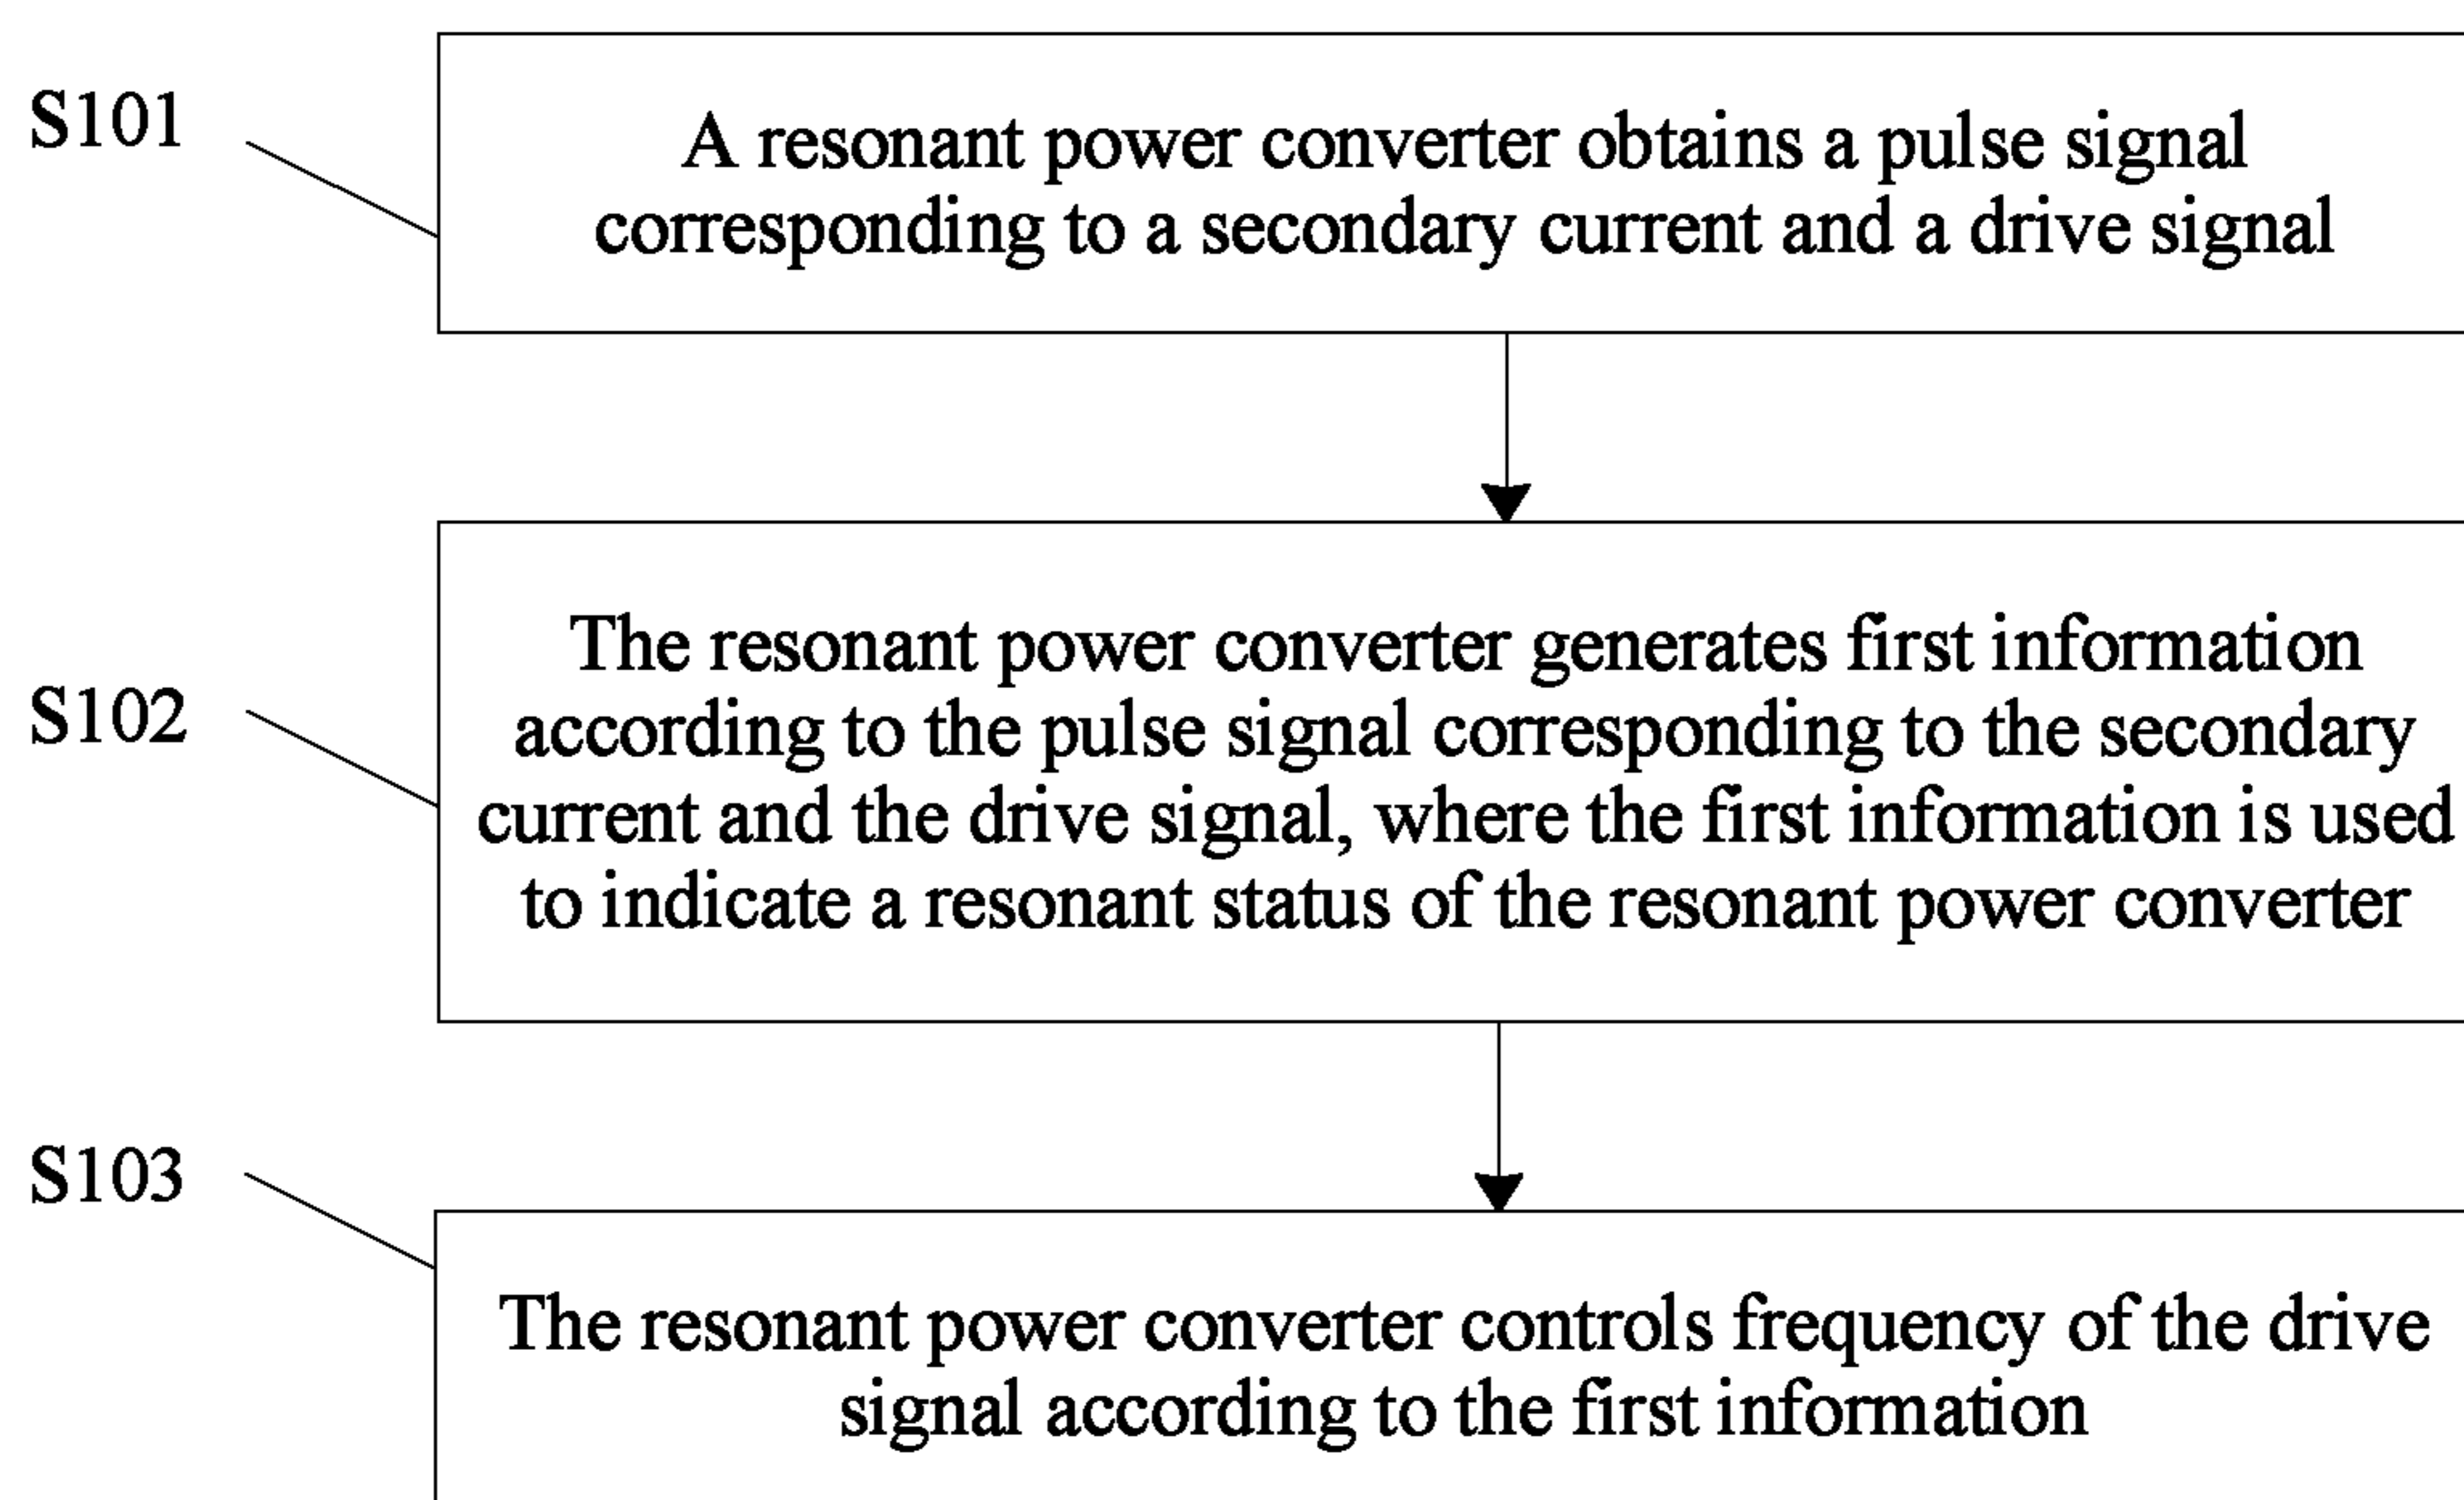 S101
A resonant power converter obtains a pulse signal
corresponding to a secondary current and a drive signal
The resonant power converter generates first information
according to the pulse signal corresponding to the secondary
S102
current and the drive signal, where the first information is used
to indicate a resonant status of the resonant power converter
S103
The resonant power converter controls frequency of the drive
signal according to the first information